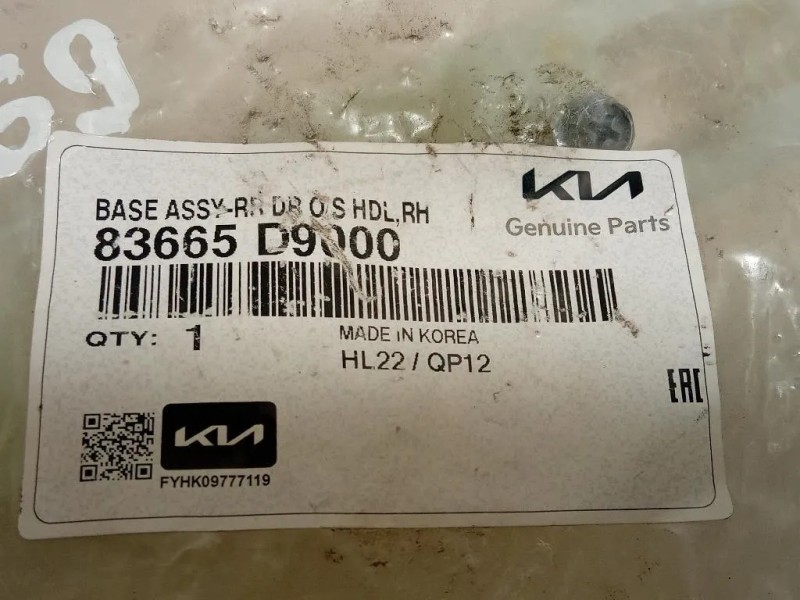 69
KIA
Genuine Parts
BASE ASSY-RR DR O/S HDL,RH
83665 D9000
QTY: 1
MADE IN KOREA
HL22 / QP12
EAC
KIA
FYHK09777119